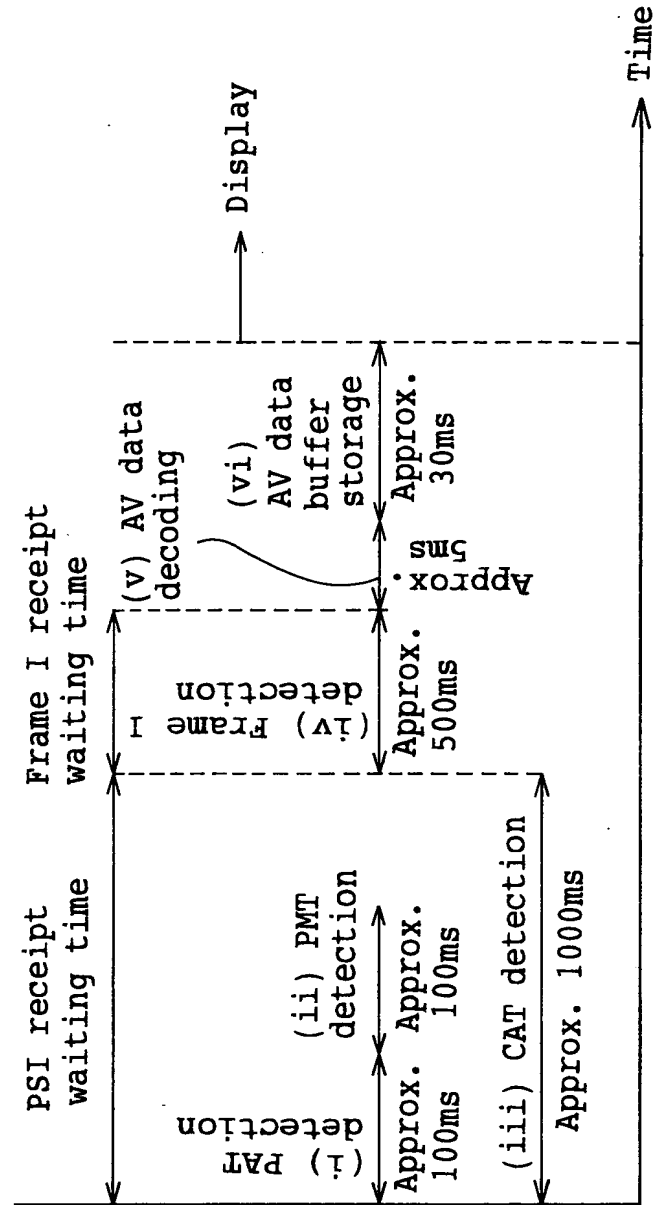 PSI receipt
waiting time
Frame I receipt
waiting time
(i) PAT
detection
Approx.
100ms
(ii) PMT
detection
Approx.
100ms
(iii) CAT detection
Approx. 1000ms
(iv) Frame I
detection
Approx.
500ms
(v) AV data
decoding
Approx.
5ms
(vi)
AV data
buffer
storage
Approx.
30ms
Display
Time